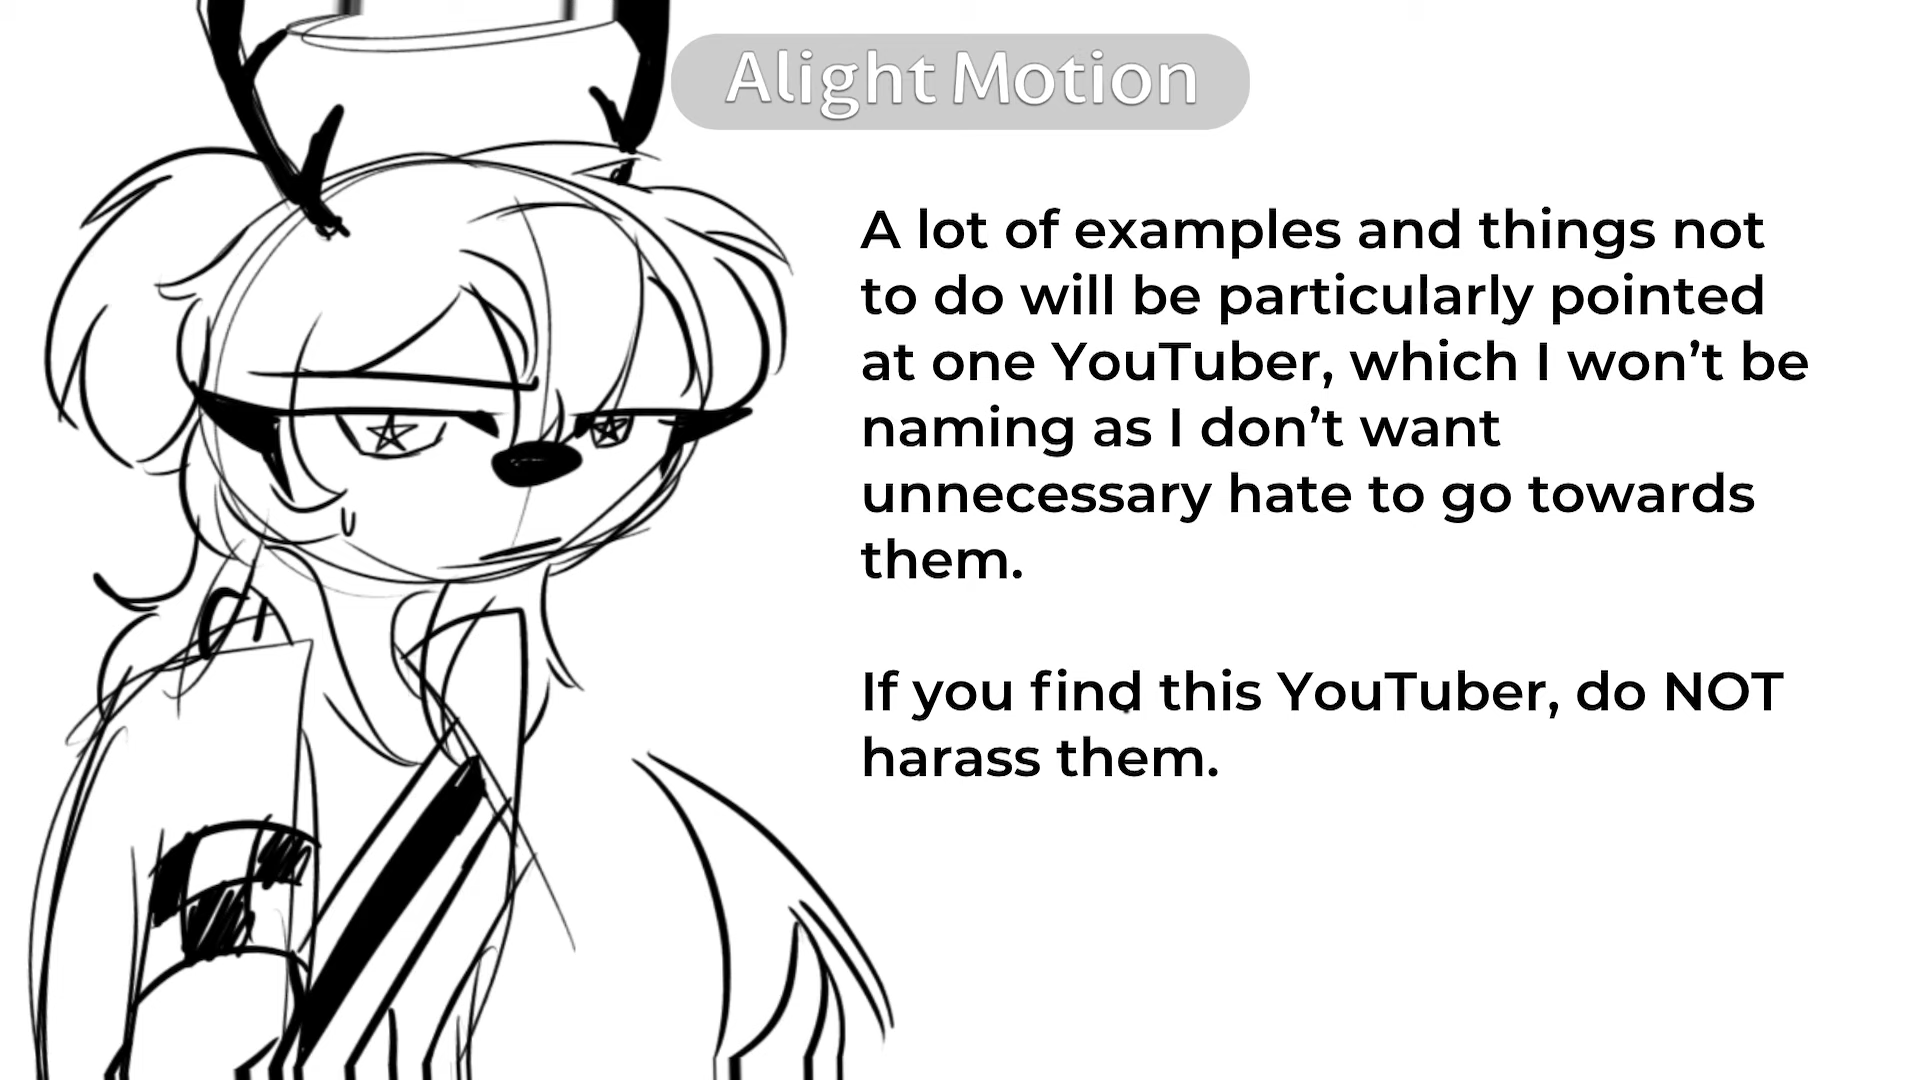 Alight Motion
A lot of examples and things not
to do will be particularly pointed
at one YouTuber, which I won’t be
naming as I don’t want
unnecessary hate to go towards
them.
If you find this YouTuber, do NOT
harass them.